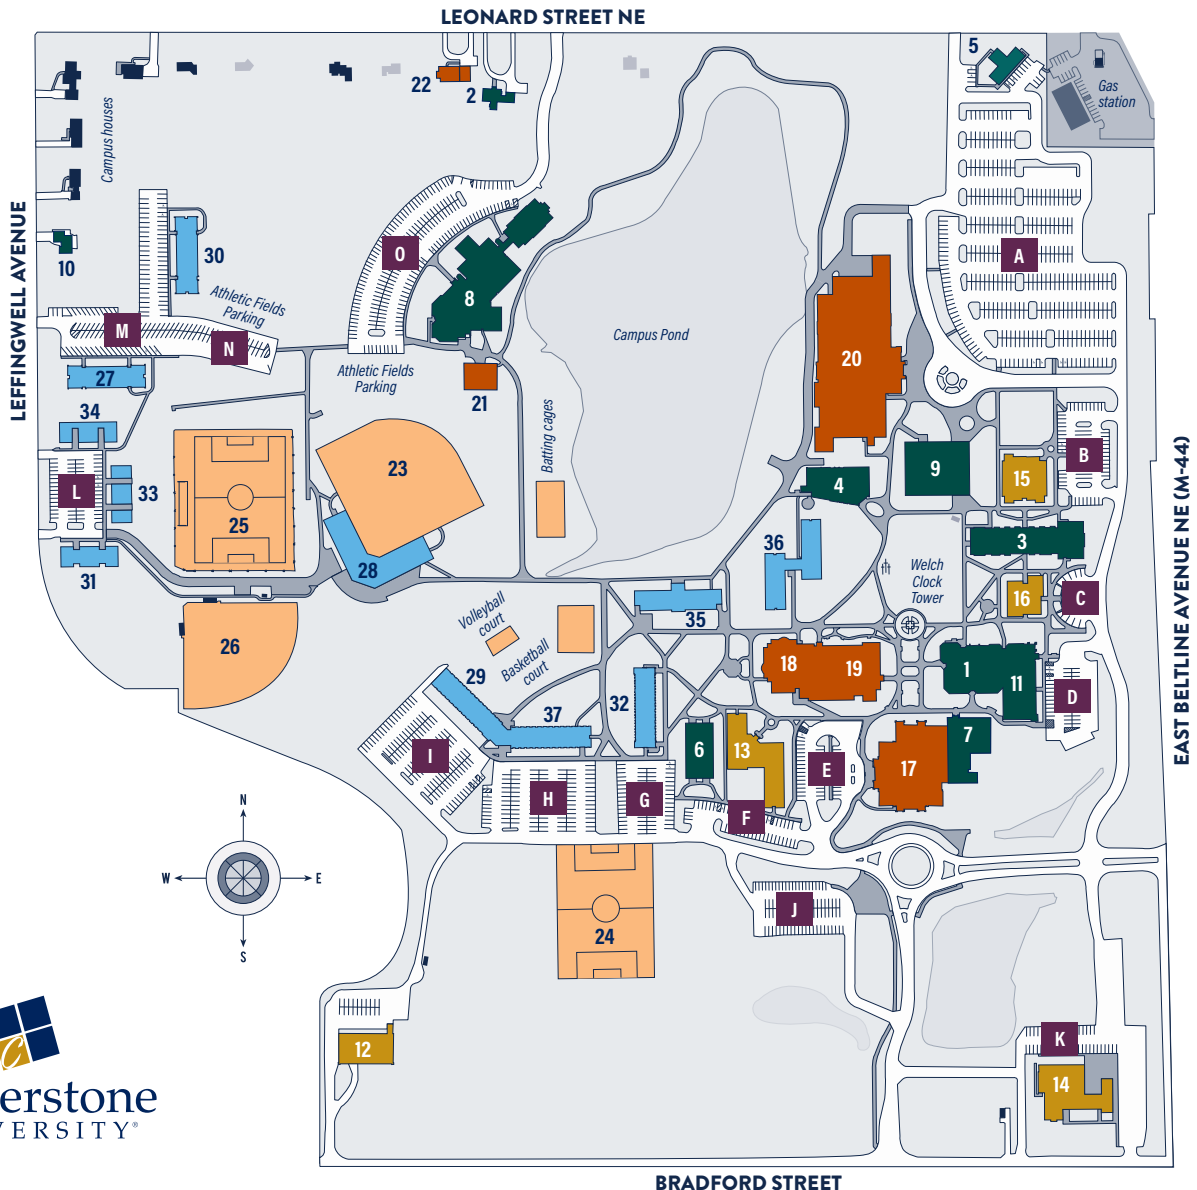 LEONARD STREET NE
5
22
2
Gas
station
Campus houses
LEFFINGWELL AVENUE
10
30
O
A
8
Athletic Fields
Parking
M
N
Campus Pond
20
27
Athletic Fields
Parking
21
34
Batting cages
B
EAST BELTLINE AVENUE NE (M-44)
23
9
15
4
L
33
25
3
36
28
31
Welch
Clock
Tower
16
C
Volleyball
court
35
26
Basketball
court
18
19
1
11
29
32
D
37
6
13
7
I
E
17
H
G
F
N
W
E
S
J
24
C
erstone
VERSITY®
12
K
14
BRADFORD STREET